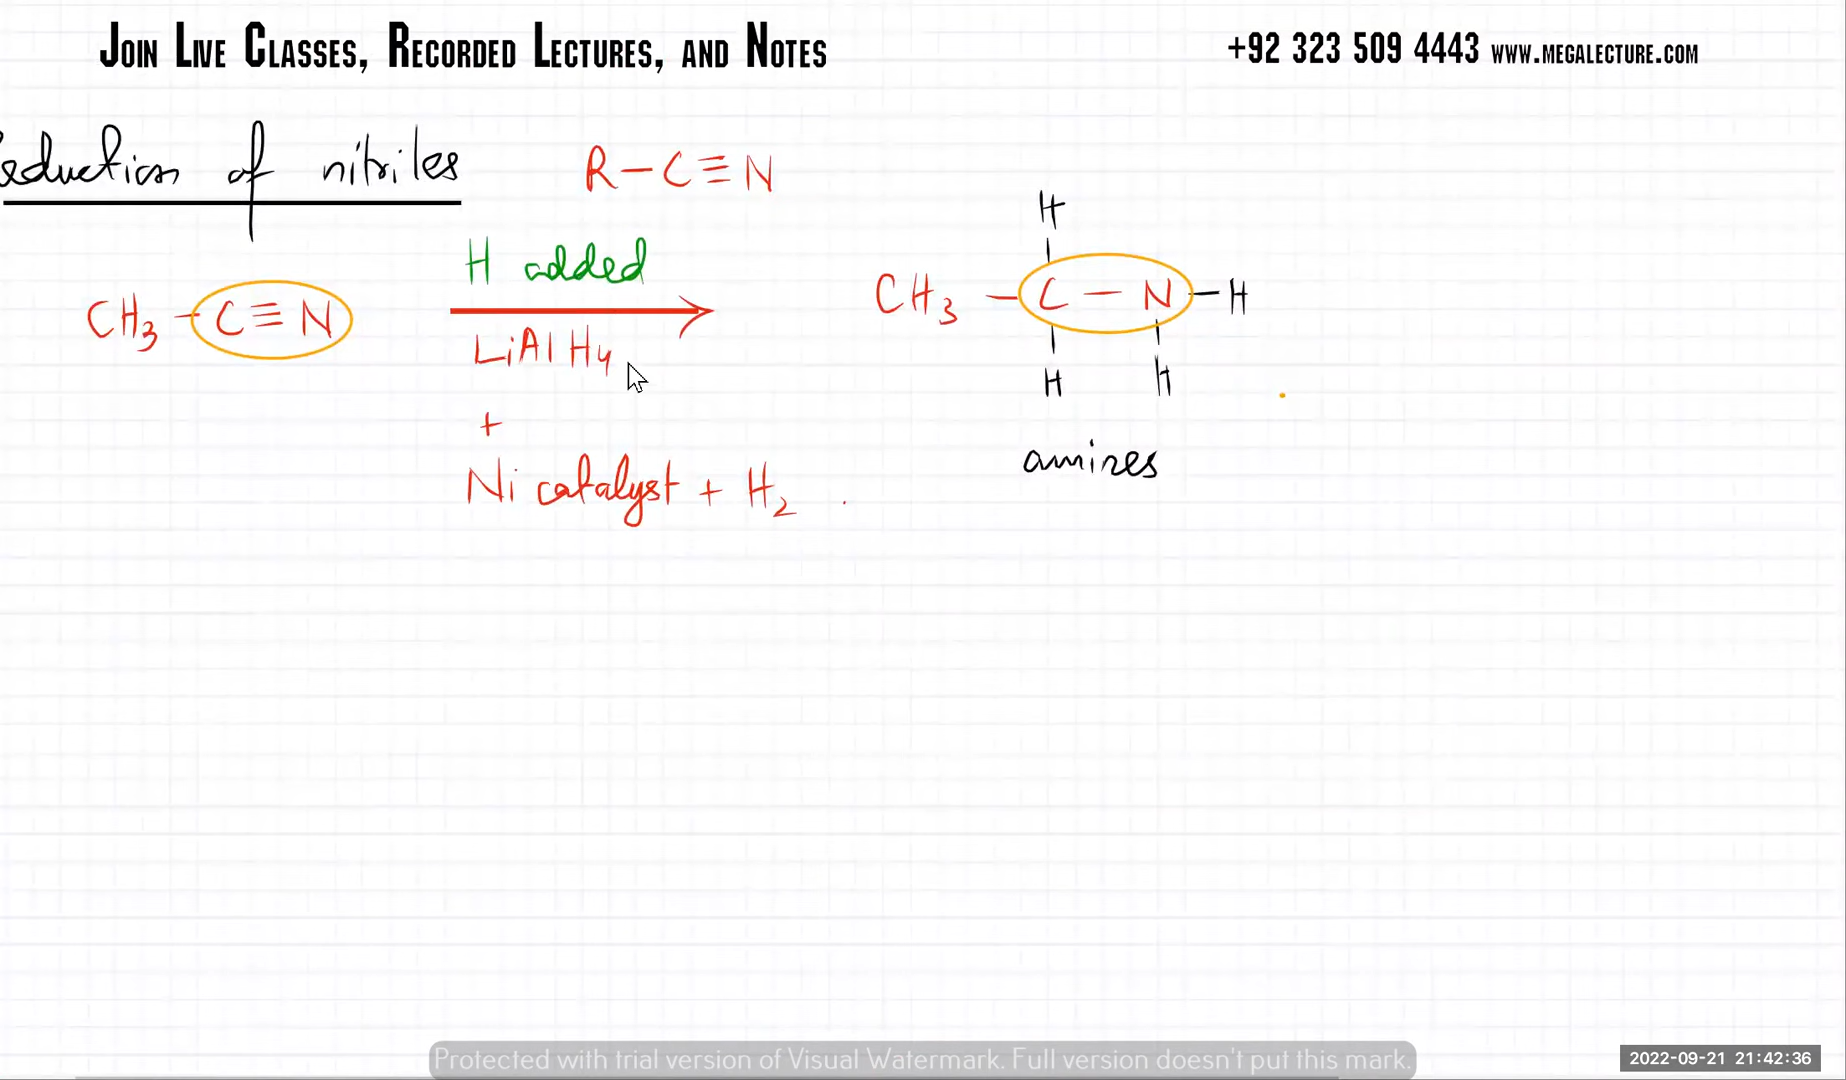 JOIN LIVE CLASSES, RECORDED LECTURES, AND NOTES
+92 323 509 4443 WWW.MEGALECTURE.COM
eduction of nitriles
R-C≡N
H added
CH3-C≡N
LiAlH4
+
Ni catalyst + H2
H
CH3-C-N-H
H H
amines
Protected with trial version of Visual Watermark. Full version doesn't put this mark.
2022-09-21 21:42:36